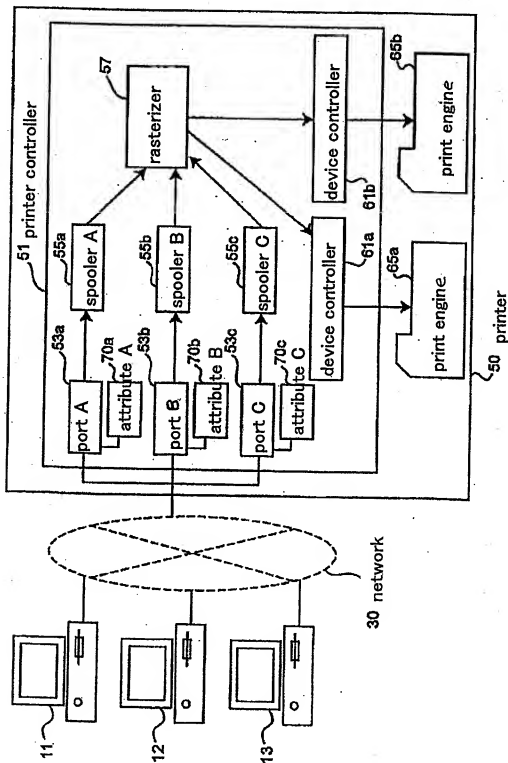 11
12
13
30 network
50 printer
51 printer controller
53a
port A
70a
attribute A
53b
port B
70b
attribute B
53c
port C
70c
attribute C
55a
spooler A
55b
spooler B
55c
spooler C
57
rasterizer
device controller
61a
device controller
61b
65a
print engine
65b
print engine